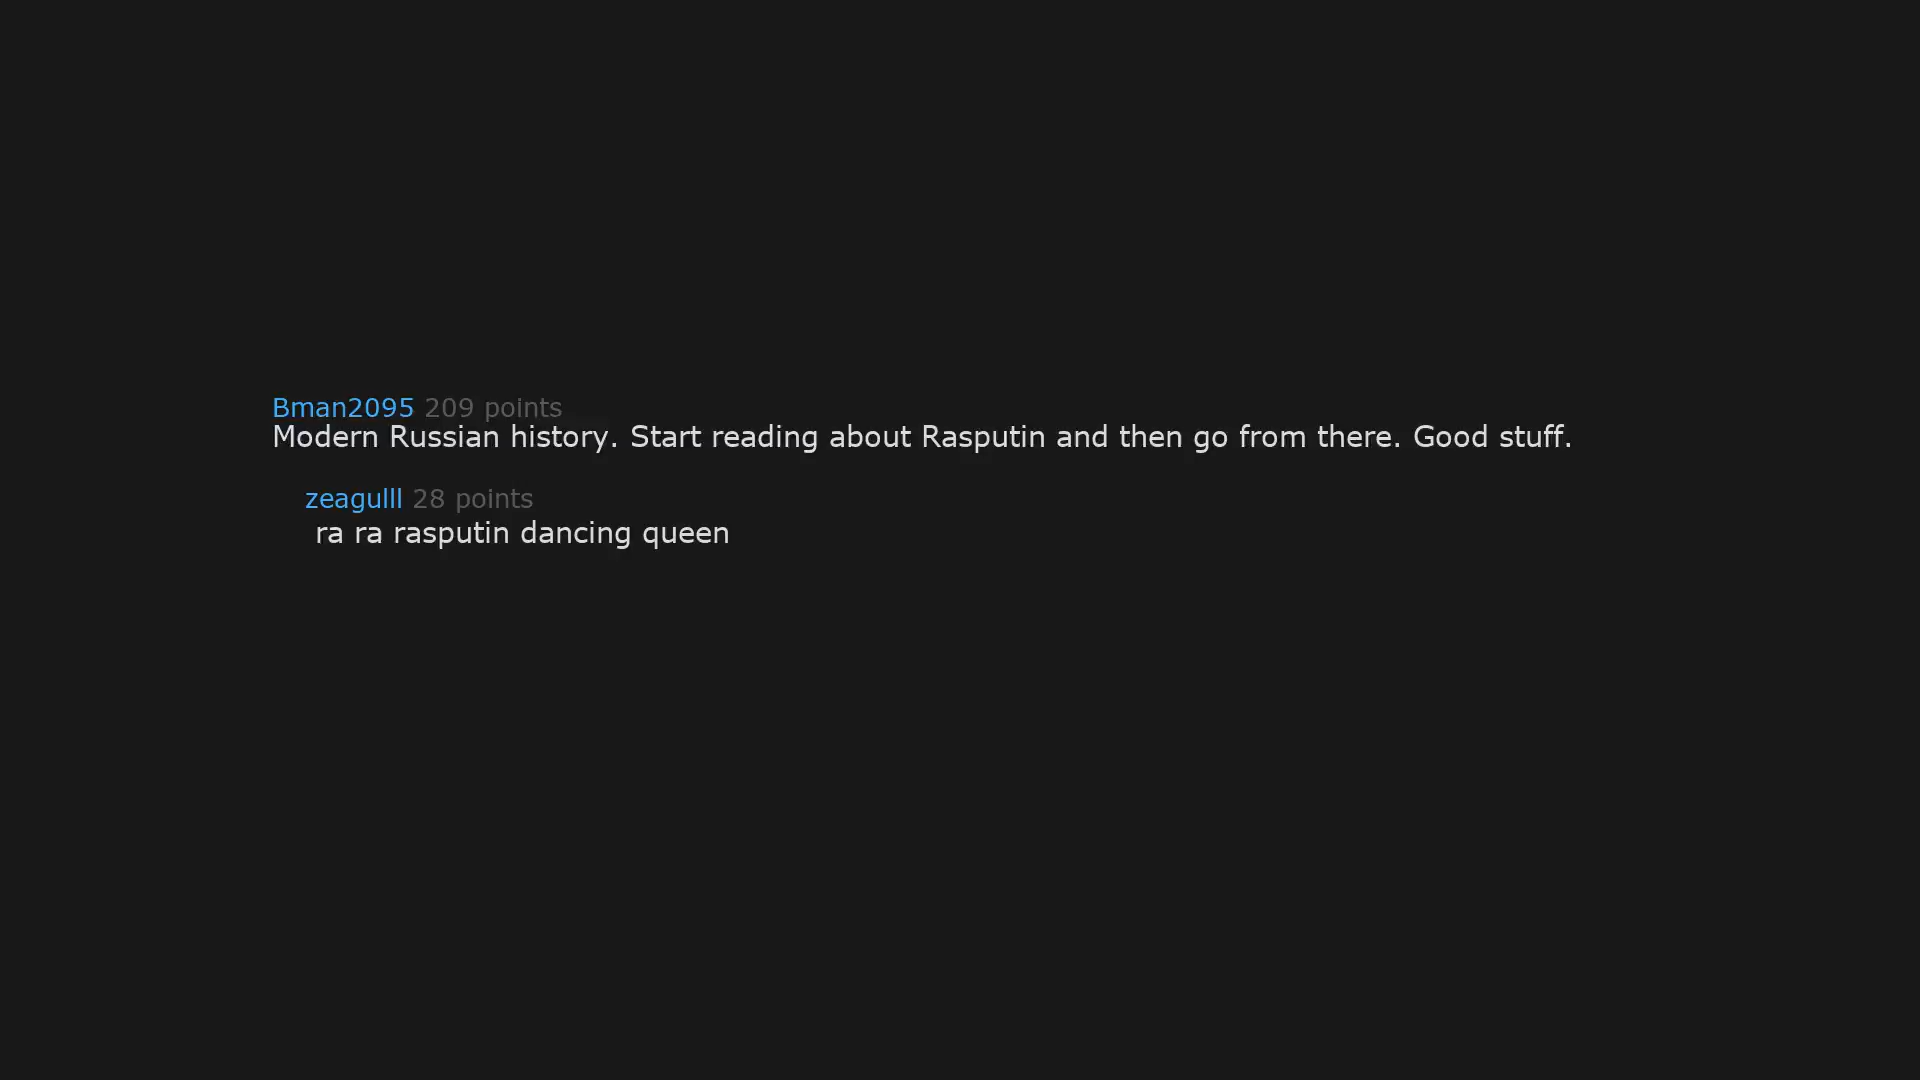 Bman2095 209 points
Modern Russian history. Start reading about Rasputin and then go from there. Good stuff.
zeagulll 28 points
ra ra rasputin dancing queen